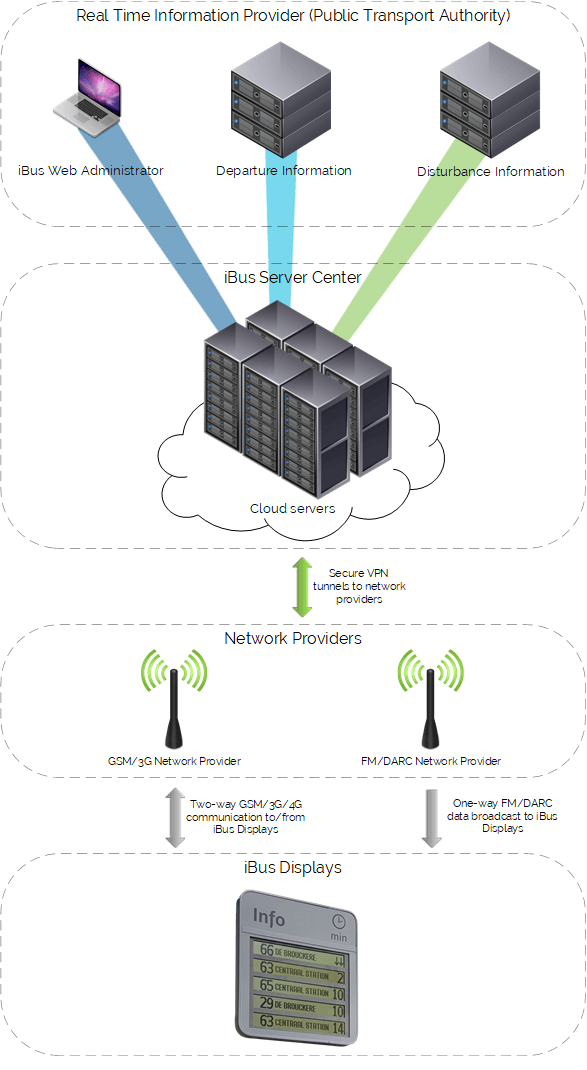 Real Time Information Provider (Public Transport Authority)
iBus Web Administrator
Departure Information
Disturbance Information
iBus Server Center
Cloud servers
Secure VPN
tunnels to network
providers
Network Providers
GSM/3G Network Provider
FM/DARC Network Provider
Two-way GSM/3G/4G
communication to/from
iBus Displays
One-way FM/DARC
data broadcast to iBus
Displays
iBus Displays
Info
min
66 DE BROUCKERE ↓↓
63 CENTRAAL STATION 2
65 CENTRAAL STATION 10
29 DE BROUCKERE 10
63 CENTRAAL STATION 14